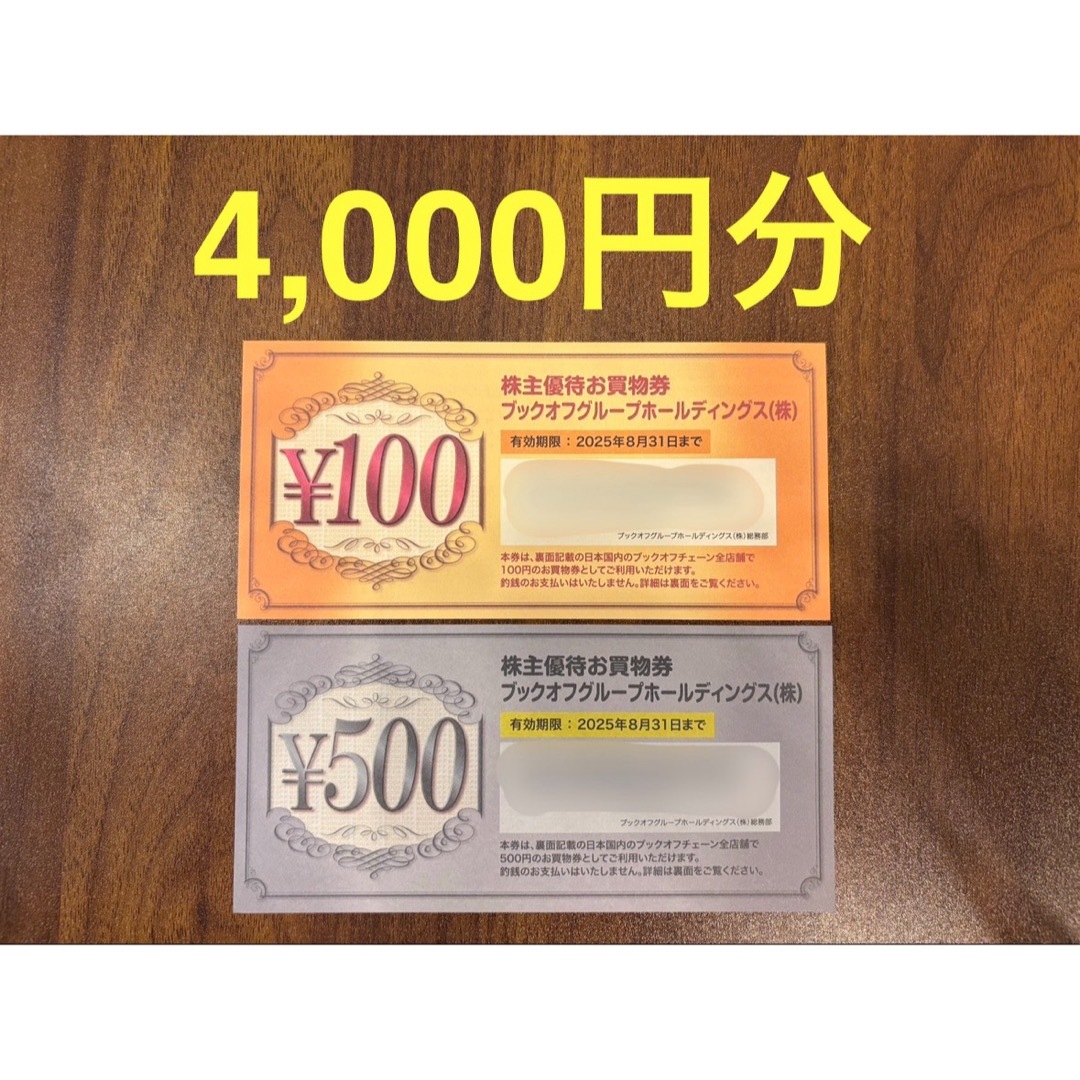 4,000円分
¥100
株主優待お買物券
ブックオフグループホールディングス(株)
有効期限：2025年8月31日まで
ブックオフグループホールディングス(株)総務部
本券は、裏面記載の日本国内のブックオフチェーン全店舗で
100円のお買物券としてご利用いただけます。
釣銭のお支払いはいたしません。詳細は裏面をご覧ください。
¥500
株主優待お買物券
ブックオフグループホールディングス(株)
有効期限：2025年8月31日まで
ブックオフグループホールディングス(株)総務部
本券は、裏面記載の日本国内のブックオフチェーン全店舗で
500円のお買物券としてご利用いただけます。
釣銭のお支払いはいたしません。詳細は裏面をご覧ください。